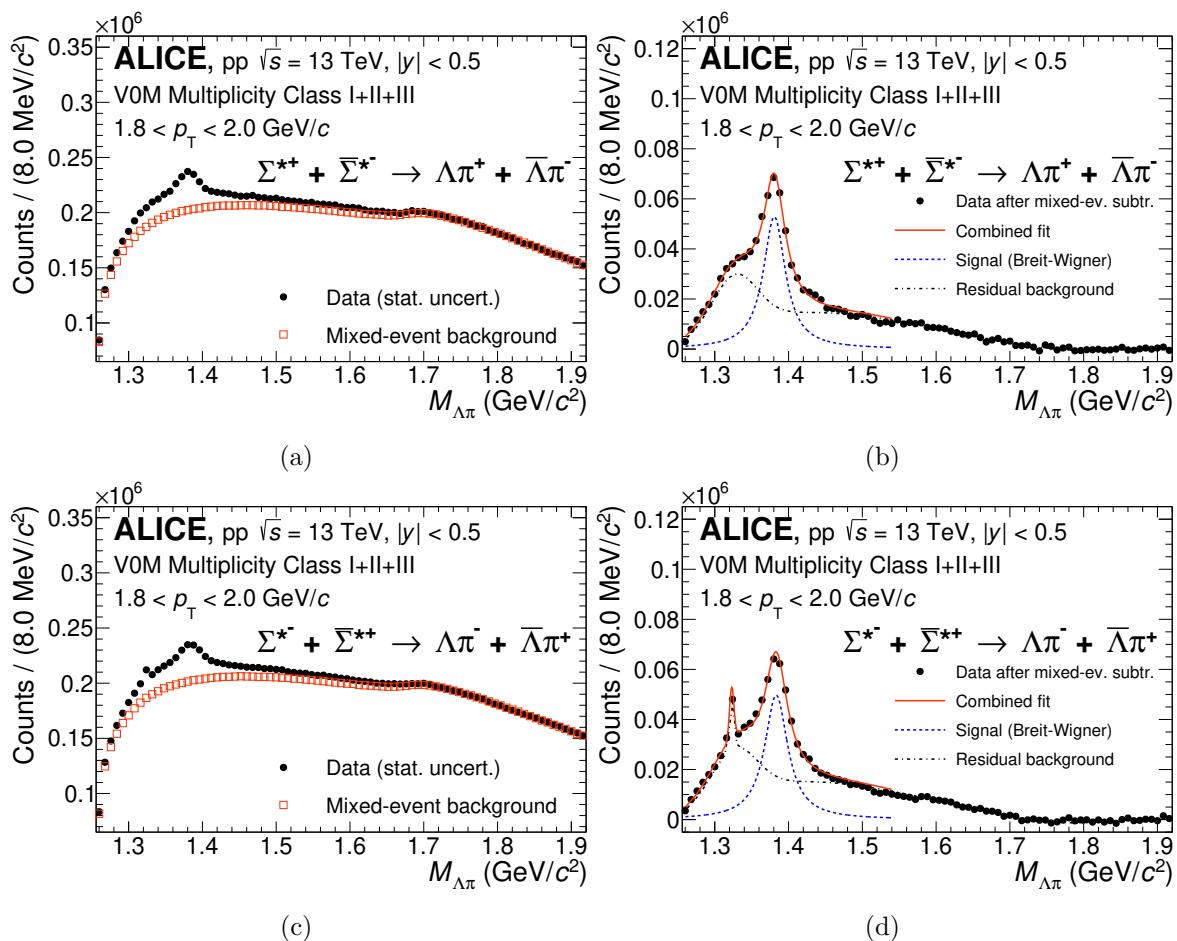 ×10⁶
0.35
0.3
0.25
0.2
0.15
0.1
Counts / (8.0 MeV/c²)
ALICE, pp √s = 13 TeV, |y| < 0.5
V0M Multiplicity Class I+II+III
1.8 < p_T < 2.0 GeV/c
Σ*⁺ + Σ̅*⁻ → Λπ⁺ + Λ̅π⁻
Data (stat. uncert.)
Mixed-event background
1.3 1.4 1.5 1.6 1.7 1.8 1.9
M_Λπ (GeV/c²)
(a)
×10⁶
0.12
0.1
0.08
0.06
0.04
0.02
0
Counts / (8.0 MeV/c²)
ALICE, pp √s = 13 TeV, |y| < 0.5
V0M Multiplicity Class I+II+III
1.8 < p_T < 2.0 GeV/c
Σ*⁺ + Σ̅*⁻ → Λπ⁺ + Λ̅π⁻
Data after mixed-ev. subtr.
Combined fit
Signal (Breit-Wigner)
Residual background
1.3 1.4 1.5 1.6 1.7 1.8 1.9
M_Λπ (GeV/c²)
(b)
×10⁶
0.35
0.3
0.25
0.2
0.15
0.1
Counts / (8.0 MeV/c²)
ALICE, pp √s = 13 TeV, |y| < 0.5
V0M Multiplicity Class I+II+III
1.8 < p_T < 2.0 GeV/c
Σ*⁻ + Σ̅*⁺ → Λπ⁻ + Λ̅π⁺
Data (stat. uncert.)
Mixed-event background
1.3 1.4 1.5 1.6 1.7 1.8 1.9
M_Λπ (GeV/c²)
(c)
×10⁶
0.12
0.1
0.08
0.06
0.04
0.02
0
Counts / (8.0 MeV/c²)
ALICE, pp √s = 13 TeV, |y| < 0.5
V0M Multiplicity Class I+II+III
1.8 < p_T < 2.0 GeV/c
Σ*⁻ + Σ̅*⁺ → Λπ⁻ + Λ̅π⁺
Data after mixed-ev. subtr.
Combined fit
Signal (Breit-Wigner)
Residual background
1.3 1.4 1.5 1.6 1.7 1.8 1.9
M_Λπ (GeV/c²)
(d)